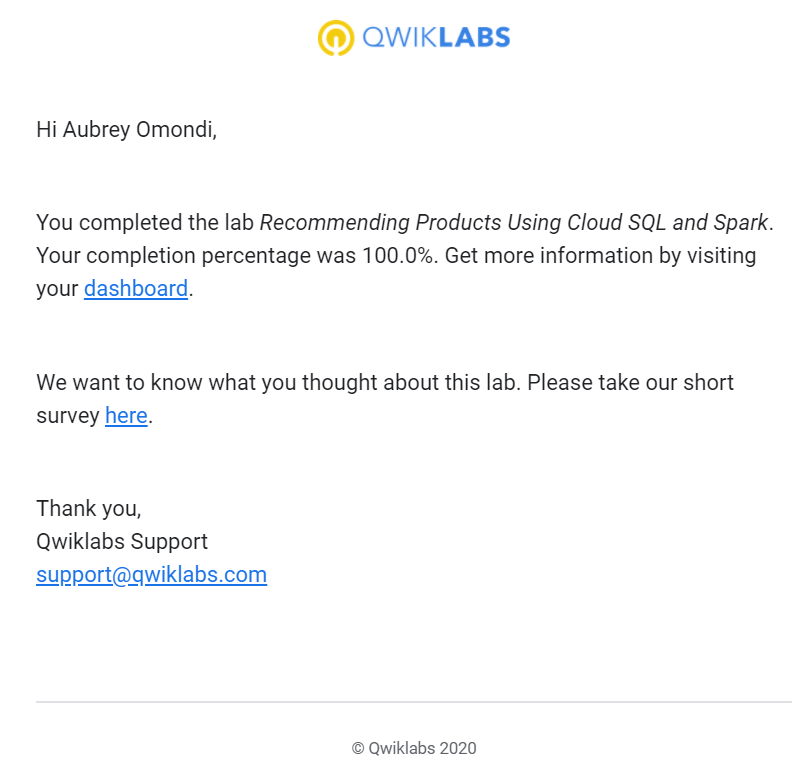 QWIKLABS
Hi Aubrey Omondi,
You completed the lab Recommending Products Using Cloud SQL and Spark.
Your completion percentage was 100.0%. Get more information by visiting
your dashboard.
We want to know what you thought about this lab. Please take our short
survey here.
Thank you,
Qwiklabs Support
support@qwiklabs.com
© Qwiklabs 2020